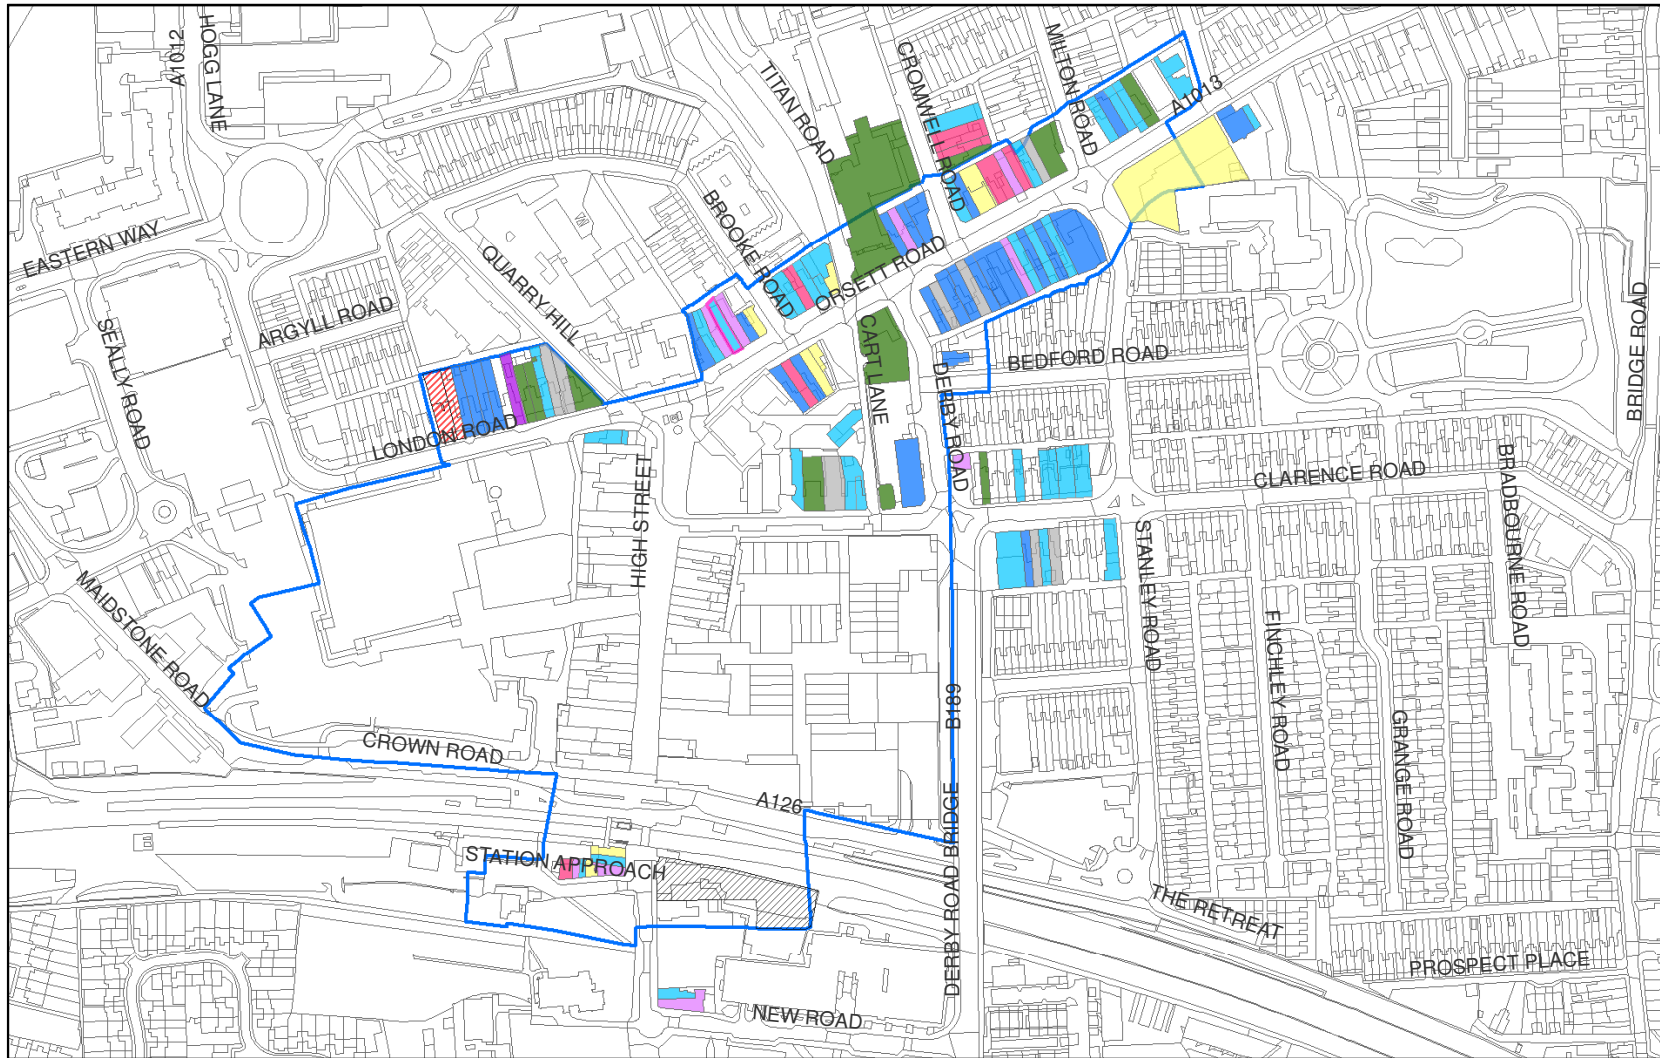 A1012
HOGG LANE
TITAN ROAD
CROMWELL ROAD
MILTON ROAD
A1013
EASTERN WAY
QUARRY HILL
BROOKE ROAD
ORSETT ROAD
ARGYLL ROAD
SEALLY ROAD
CART LANE
BEDFORD ROAD
DERBY ROAD
BRIDGE ROAD
LONDON ROAD
HIGH STREET
CLARENCE ROAD
BRADBOURNE ROAD
MAIDSTONE ROAD
STANLEY ROAD
FINCHLEY ROAD
GRANGE ROAD
B189
CROWN ROAD
A126
DERBY ROAD BRIDGE
STATION APPROACH
THE RETREAT
PROSPECT PLACE
NEW ROAD